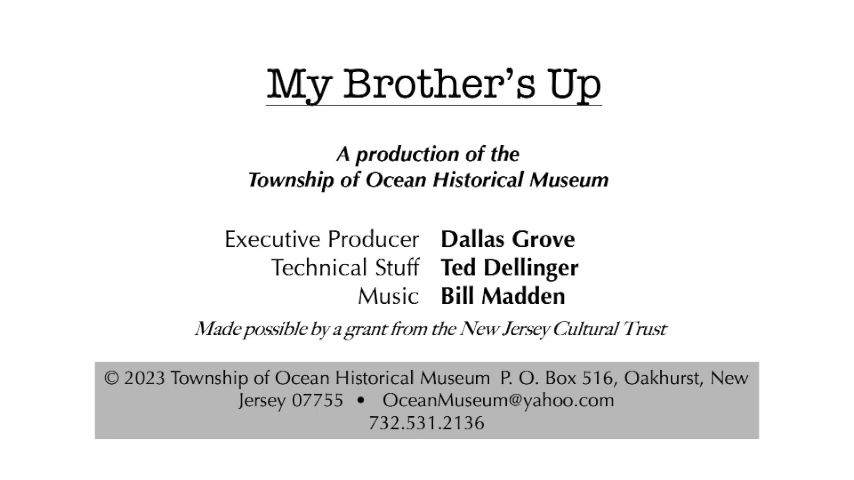 My Brother’s Up
A production of the
Township of Ocean Historical Museum
Executive Producer Dallas Grove
Technical Stuff Ted Dellinger
Music Bill Madden
Made possible by a grant from the New Jersey Cultural Trust
© 2023 Township of Ocean Historical Museum P. O. Box 516, Oakhurst, New
Jersey 07755 • OceanMuseum@yahoo.com
732.531.2136